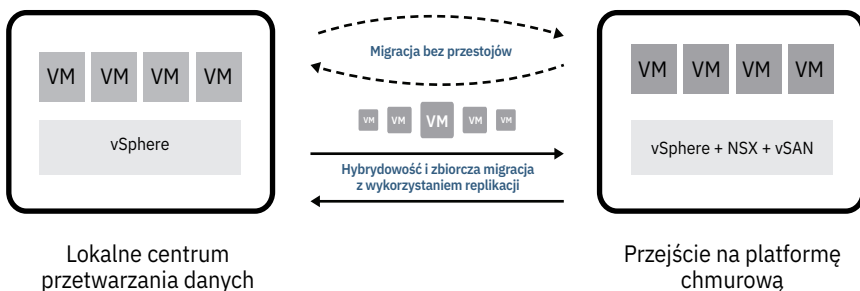 VM VM VM VM
vSphere
Lokalne centrum
przetwarzania danych
Migracja bez przestojów
VM VM VM VM VM
Hybrydowość i zbiorcza migracja
z wykorzystaniem replikacji
VM VM VM VM
vSphere + NSX + vSAN
Przejście na platformę
chmurową